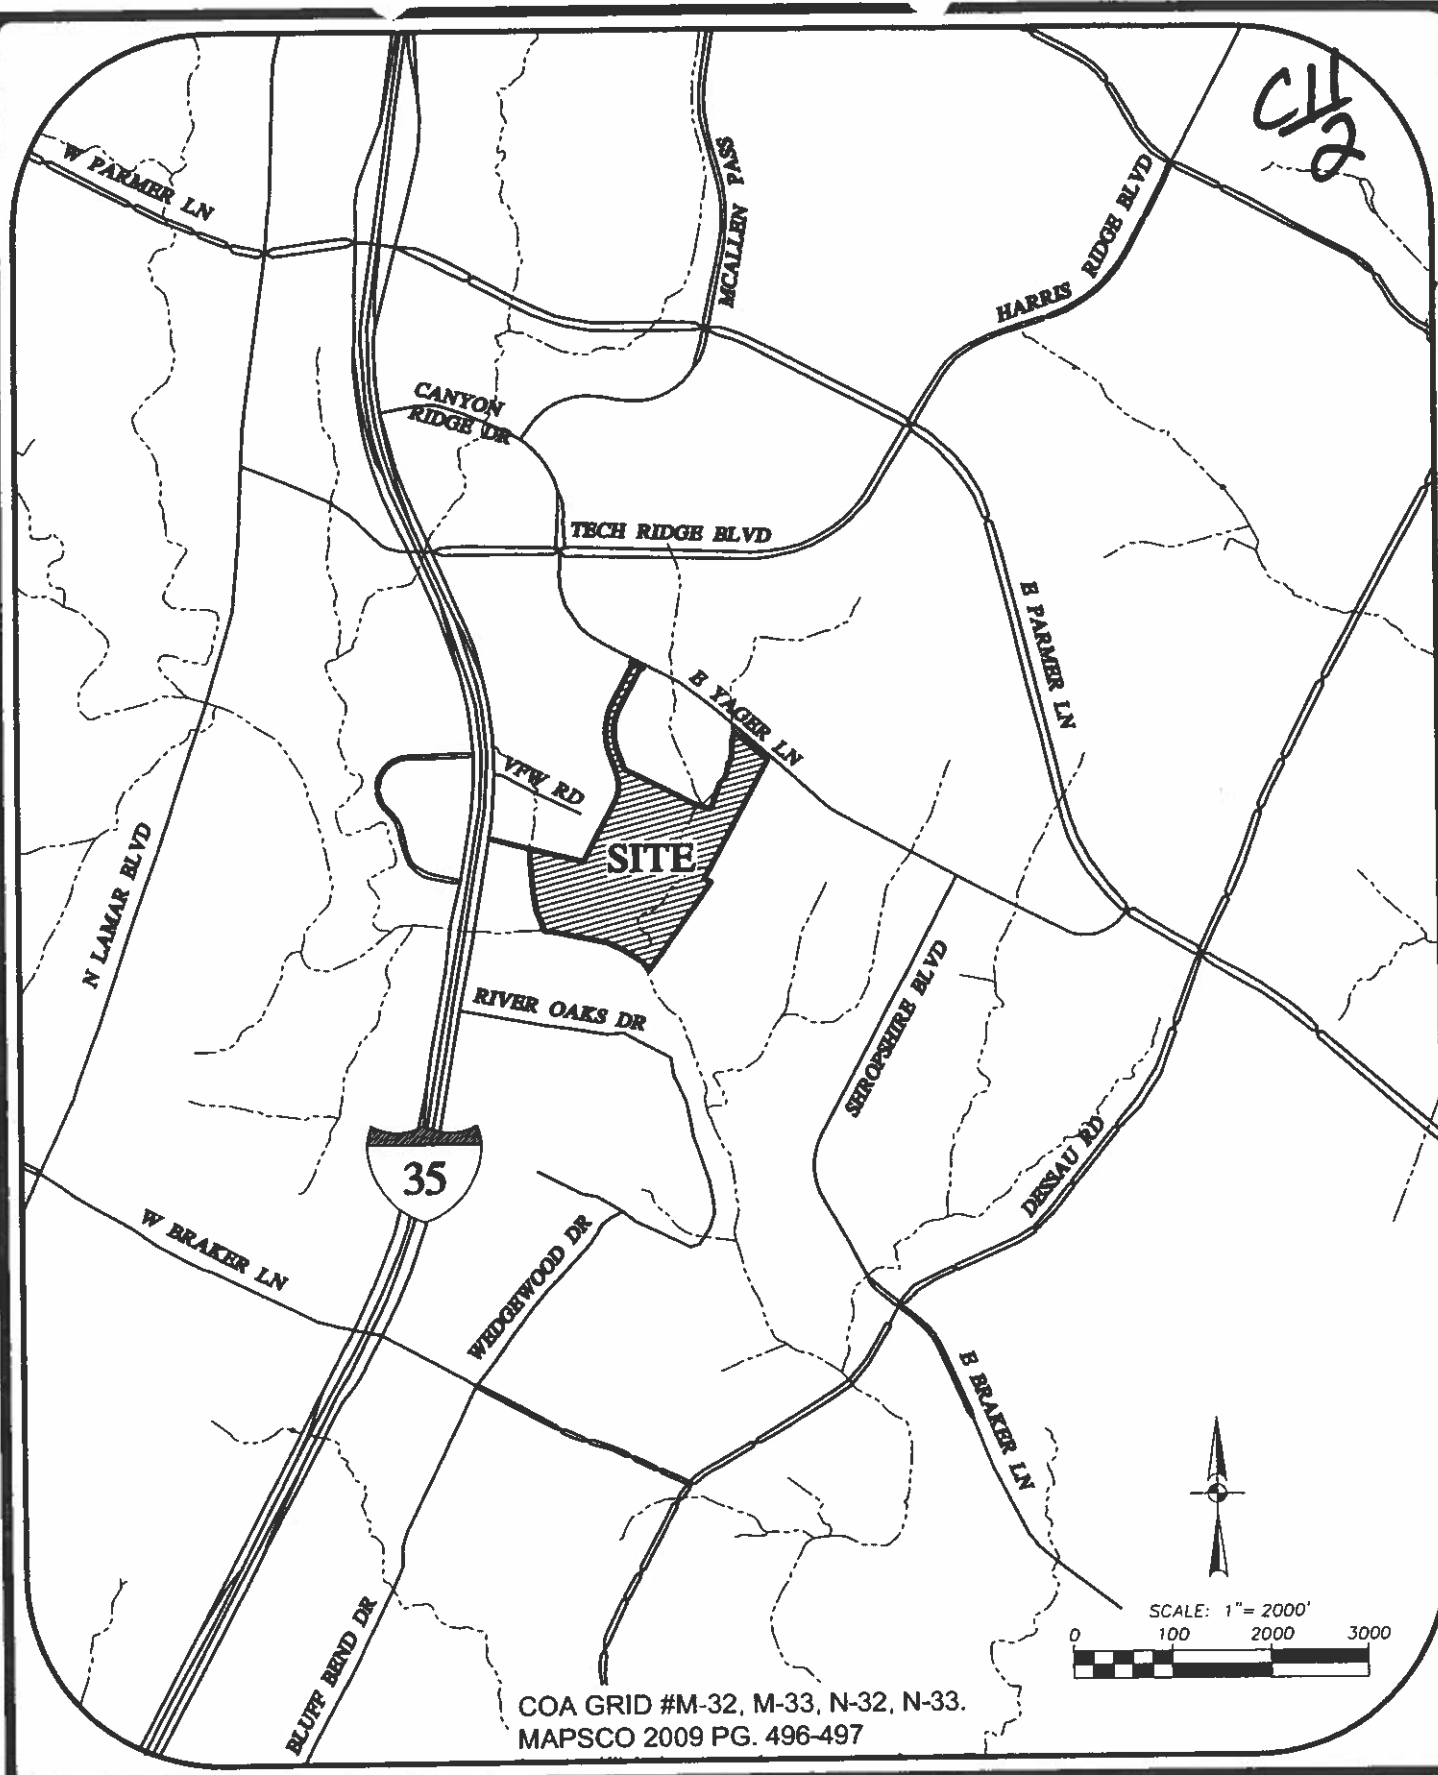 C11
2
W PARMER LN
MCALLEN PASS
HARRIS RIDGE BLVD
CANYON
RIDGE DR
TECH RIDGE BLVD
E PARMER LN
E YAGER LN
VFW RD
SITE
N LAMAR BLVD
SHROPSHIRE BLVD
RIVER OAKS DR
35
DESSAU RD
W BRAKER LN
WEDGEWOOD DR
E BRAKER LN
BLUFF BEND DR
SCALE: 1"= 2000'
0 100 2000 3000
COA GRID #M-32, M-33, N-32, N-33.
MAPSCO 2009 PG. 496-497